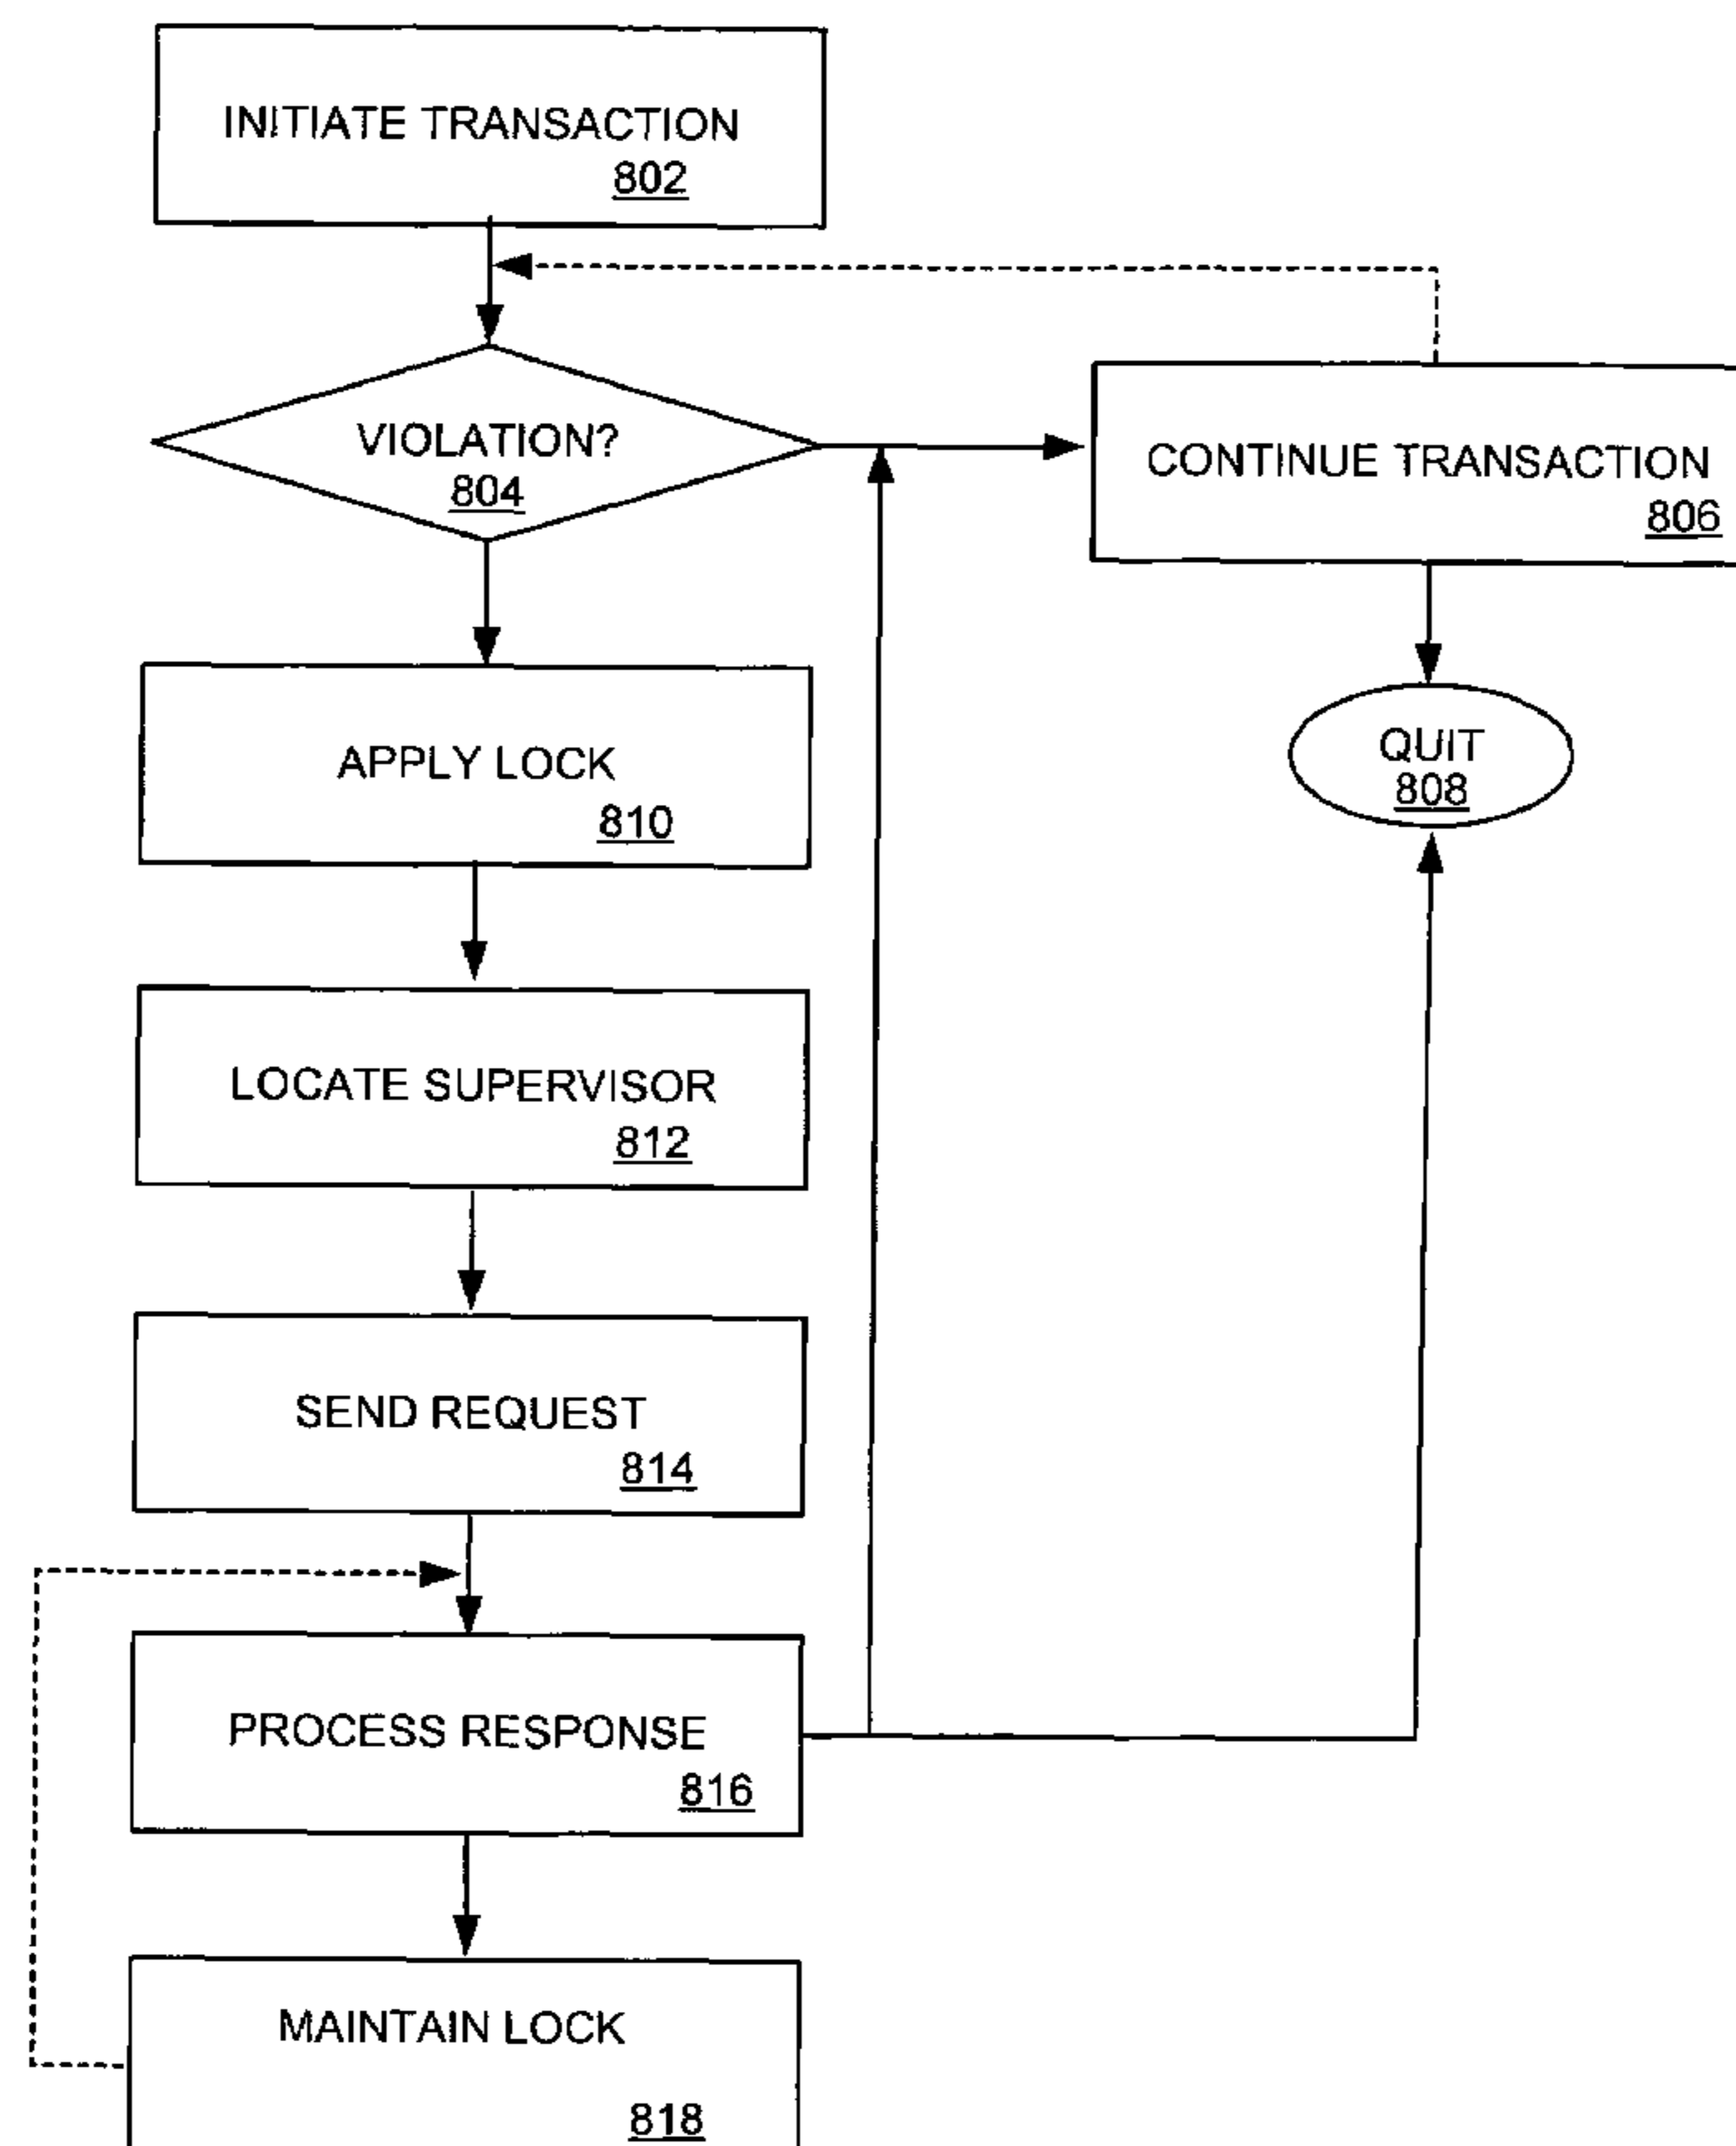 INITIATE TRANSACTION
802
VIOLATION?
804
CONTINUE TRANSACTION
806
QUIT
808
APPLY LOCK
810
LOCATE SUPERVISOR
812
SEND REQUEST
814
PROCESS RESPONSE
816
MAINTAIN LOCK
818